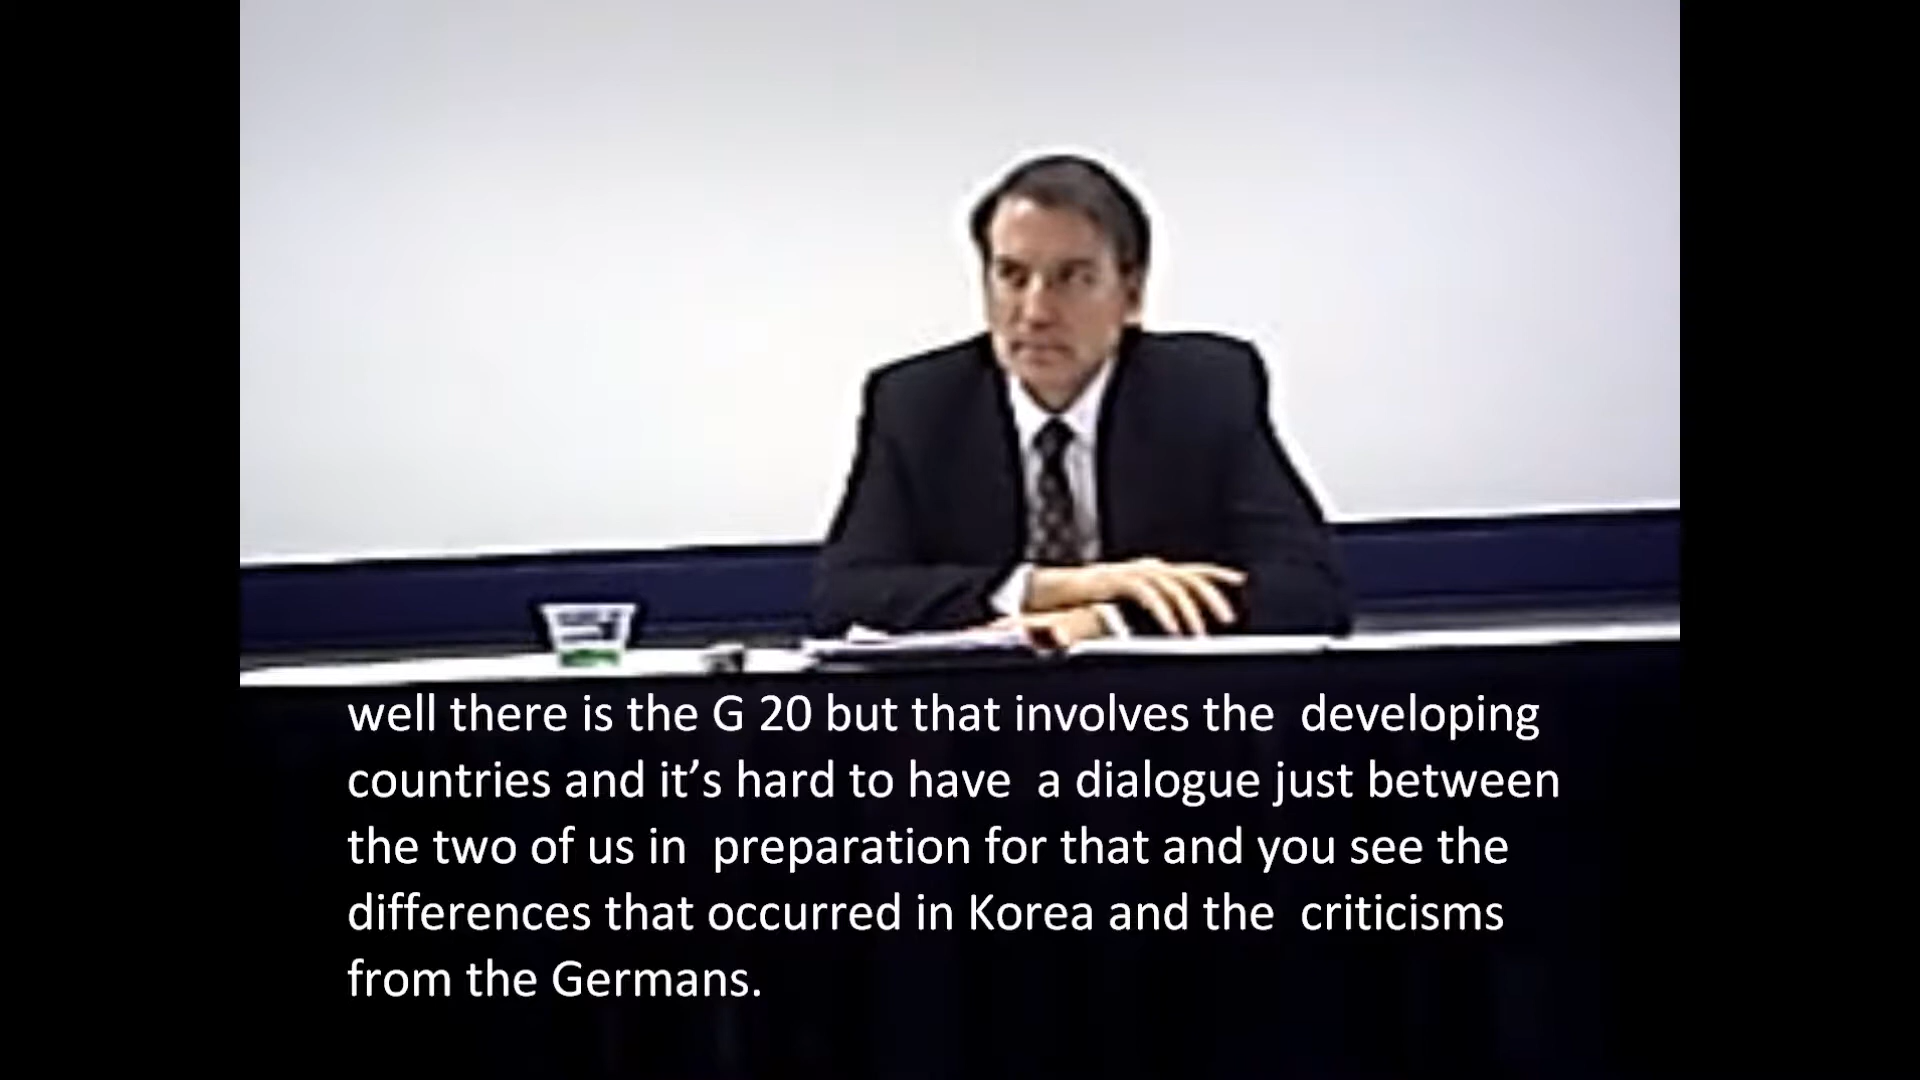 well there is the G 20 but that involves the  developing
countries and it’s hard to have  a dialogue just between
the two of us in  preparation for that and you see the
differences that occurred in Korea and the  criticisms
from the Germans.